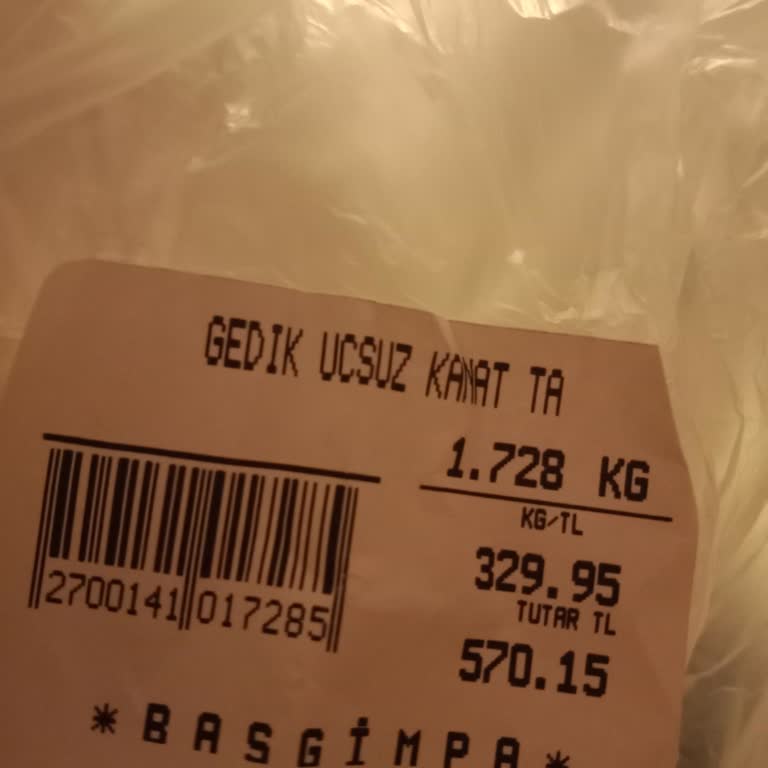 GEDIK UCSUZ KANAT TA
1.728 KG
KG/TL
329.95
TUTAR TL
570.15
2700141 017285
*BASGİMPA*